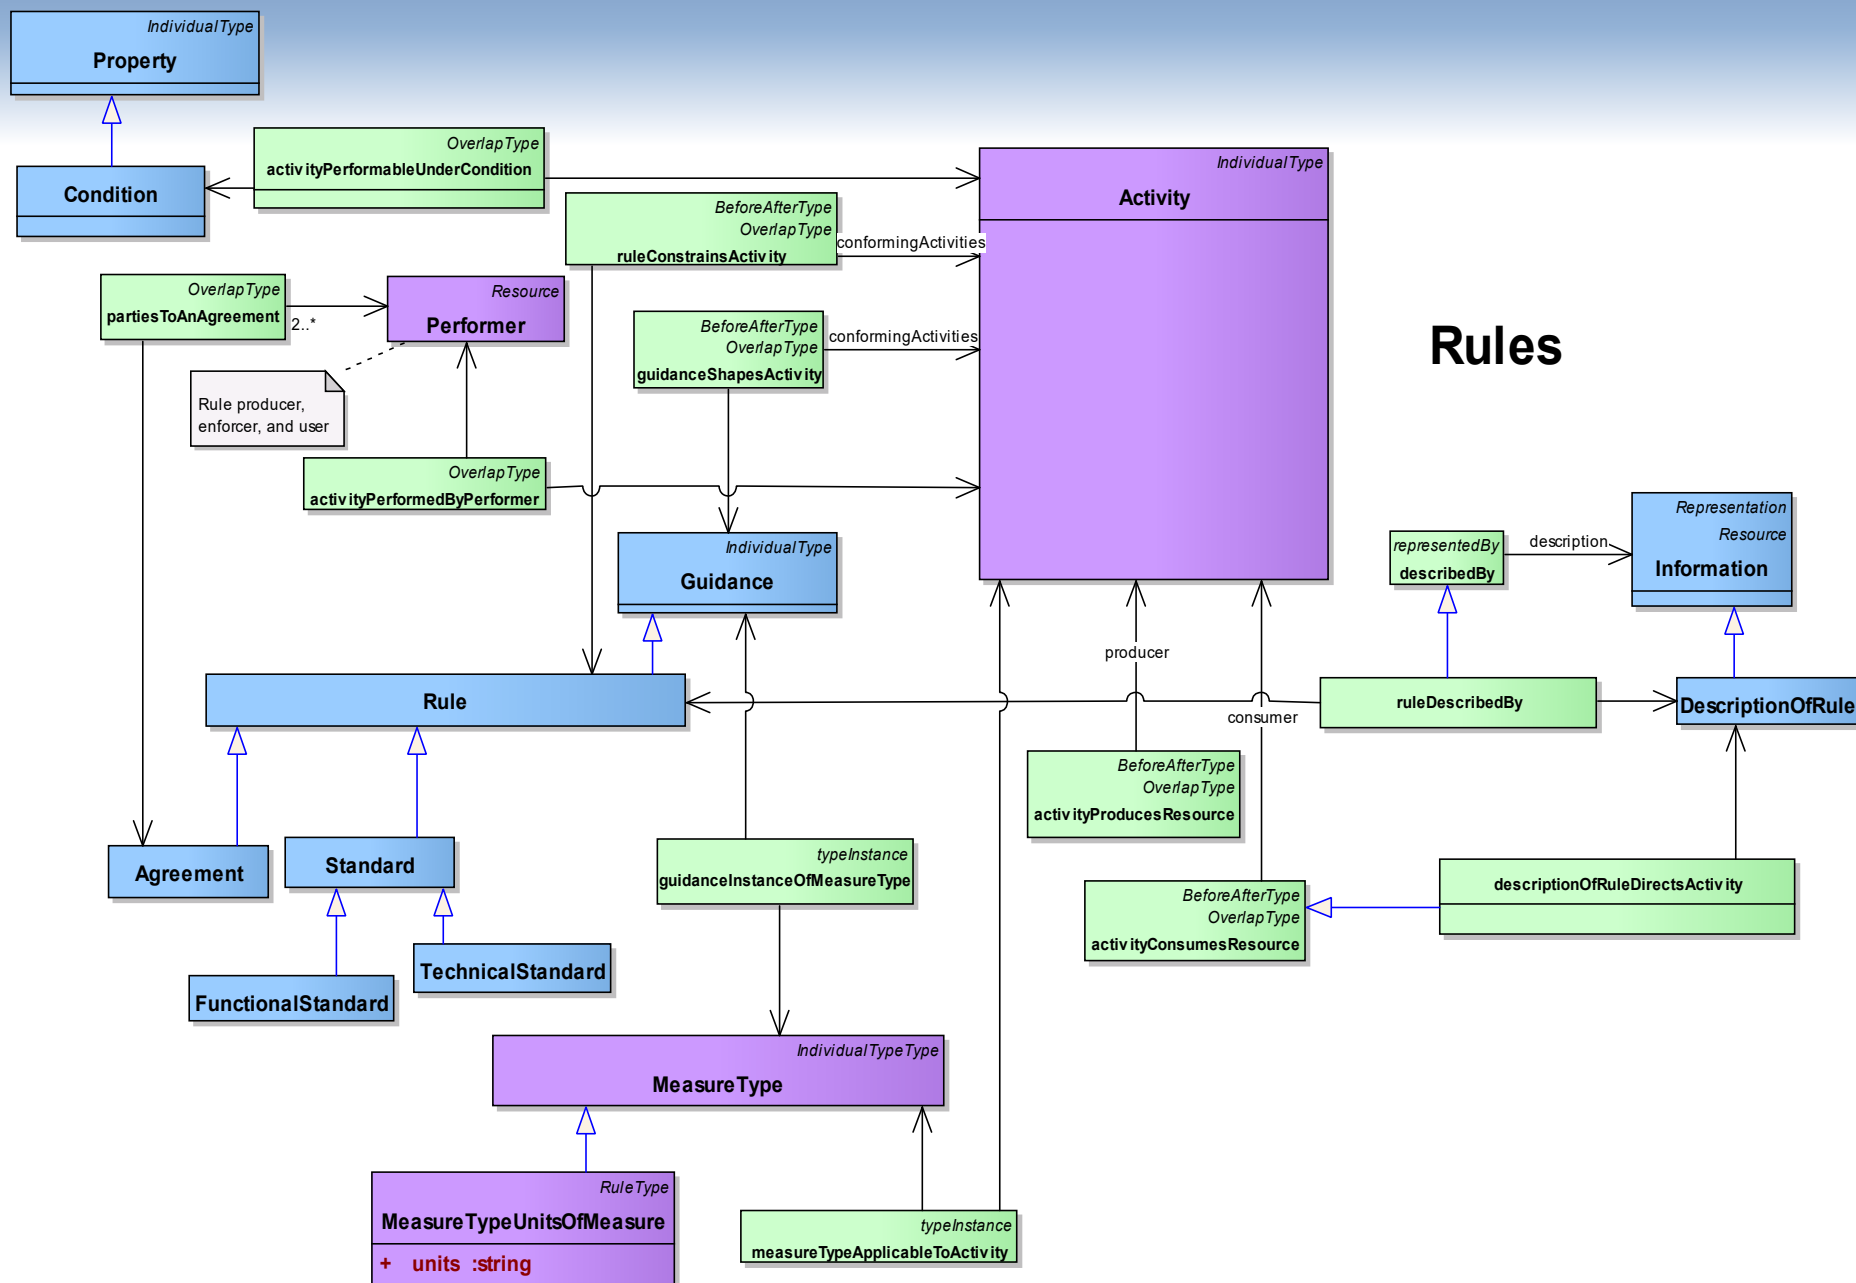 IndividualType
Property
OverlapType
activityPerformableUnderCondition
Condition
IndividualType
Activity
BeforeAfterType
OverlapType
ruleConstrainsActivity
conformingActivities
OverlapType
partiesToAnAgreement
2..*
Resource
Performer
BeforeAfterType
OverlapType
guidanceShapesActivity
conformingActivities
Rules
Rule producer,
enforcer, and user
OverlapType
activityPerformedByPerformer
IndividualType
Guidance
representedBy
describedBy
description
Representation
Resource
Information
producer
Rule
consumer
ruleDescribedBy
DescriptionOfRule
BeforeAfterType
OverlapType
activityProducesResource
Agreement
Standard
typeInstance
guidanceInstanceOfMeasureType
BeforeAfterType
OverlapType
activityConsumesResource
descriptionOfRuleDirectsActivity
TechnicalStandard
FunctionalStandard
IndividualTypeType
MeasureType
RuleType
MeasureTypeUnitsOfMeasure
+ units :string
typeInstance
measureTypeApplicableToActivity